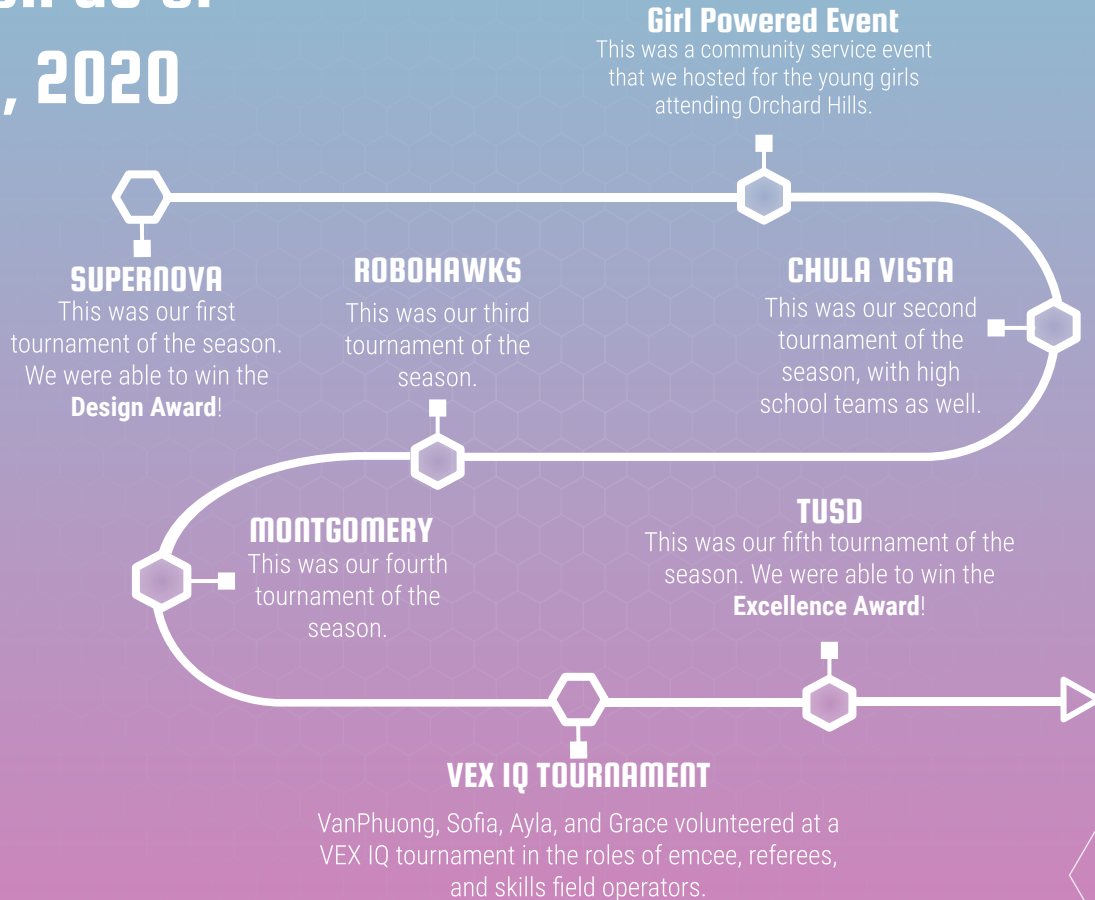 , 2020
Girl Powered Event
This was a community service event
that we hosted for the young girls
attending Orchard Hills.
SUPERNOVA
This was our first
tournament of the season.
We were able to win the
Design Award!
ROBOHAWKS
This was our third
tournament of the
season.
CHULA VISTA
This was our second
tournament of the
season, with high
school teams as well.
MONTGOMERY
This was our fourth
tournament of the
season.
TUSD
This was our fifth tournament of the
season. We were able to win the
Excellence Award!
VEX IQ TOURNAMENT
VanPhuong, Sofia, Ayla, and Grace volunteered at a
VEX IQ tournament in the roles of emcee, referees,
and skills field operators.